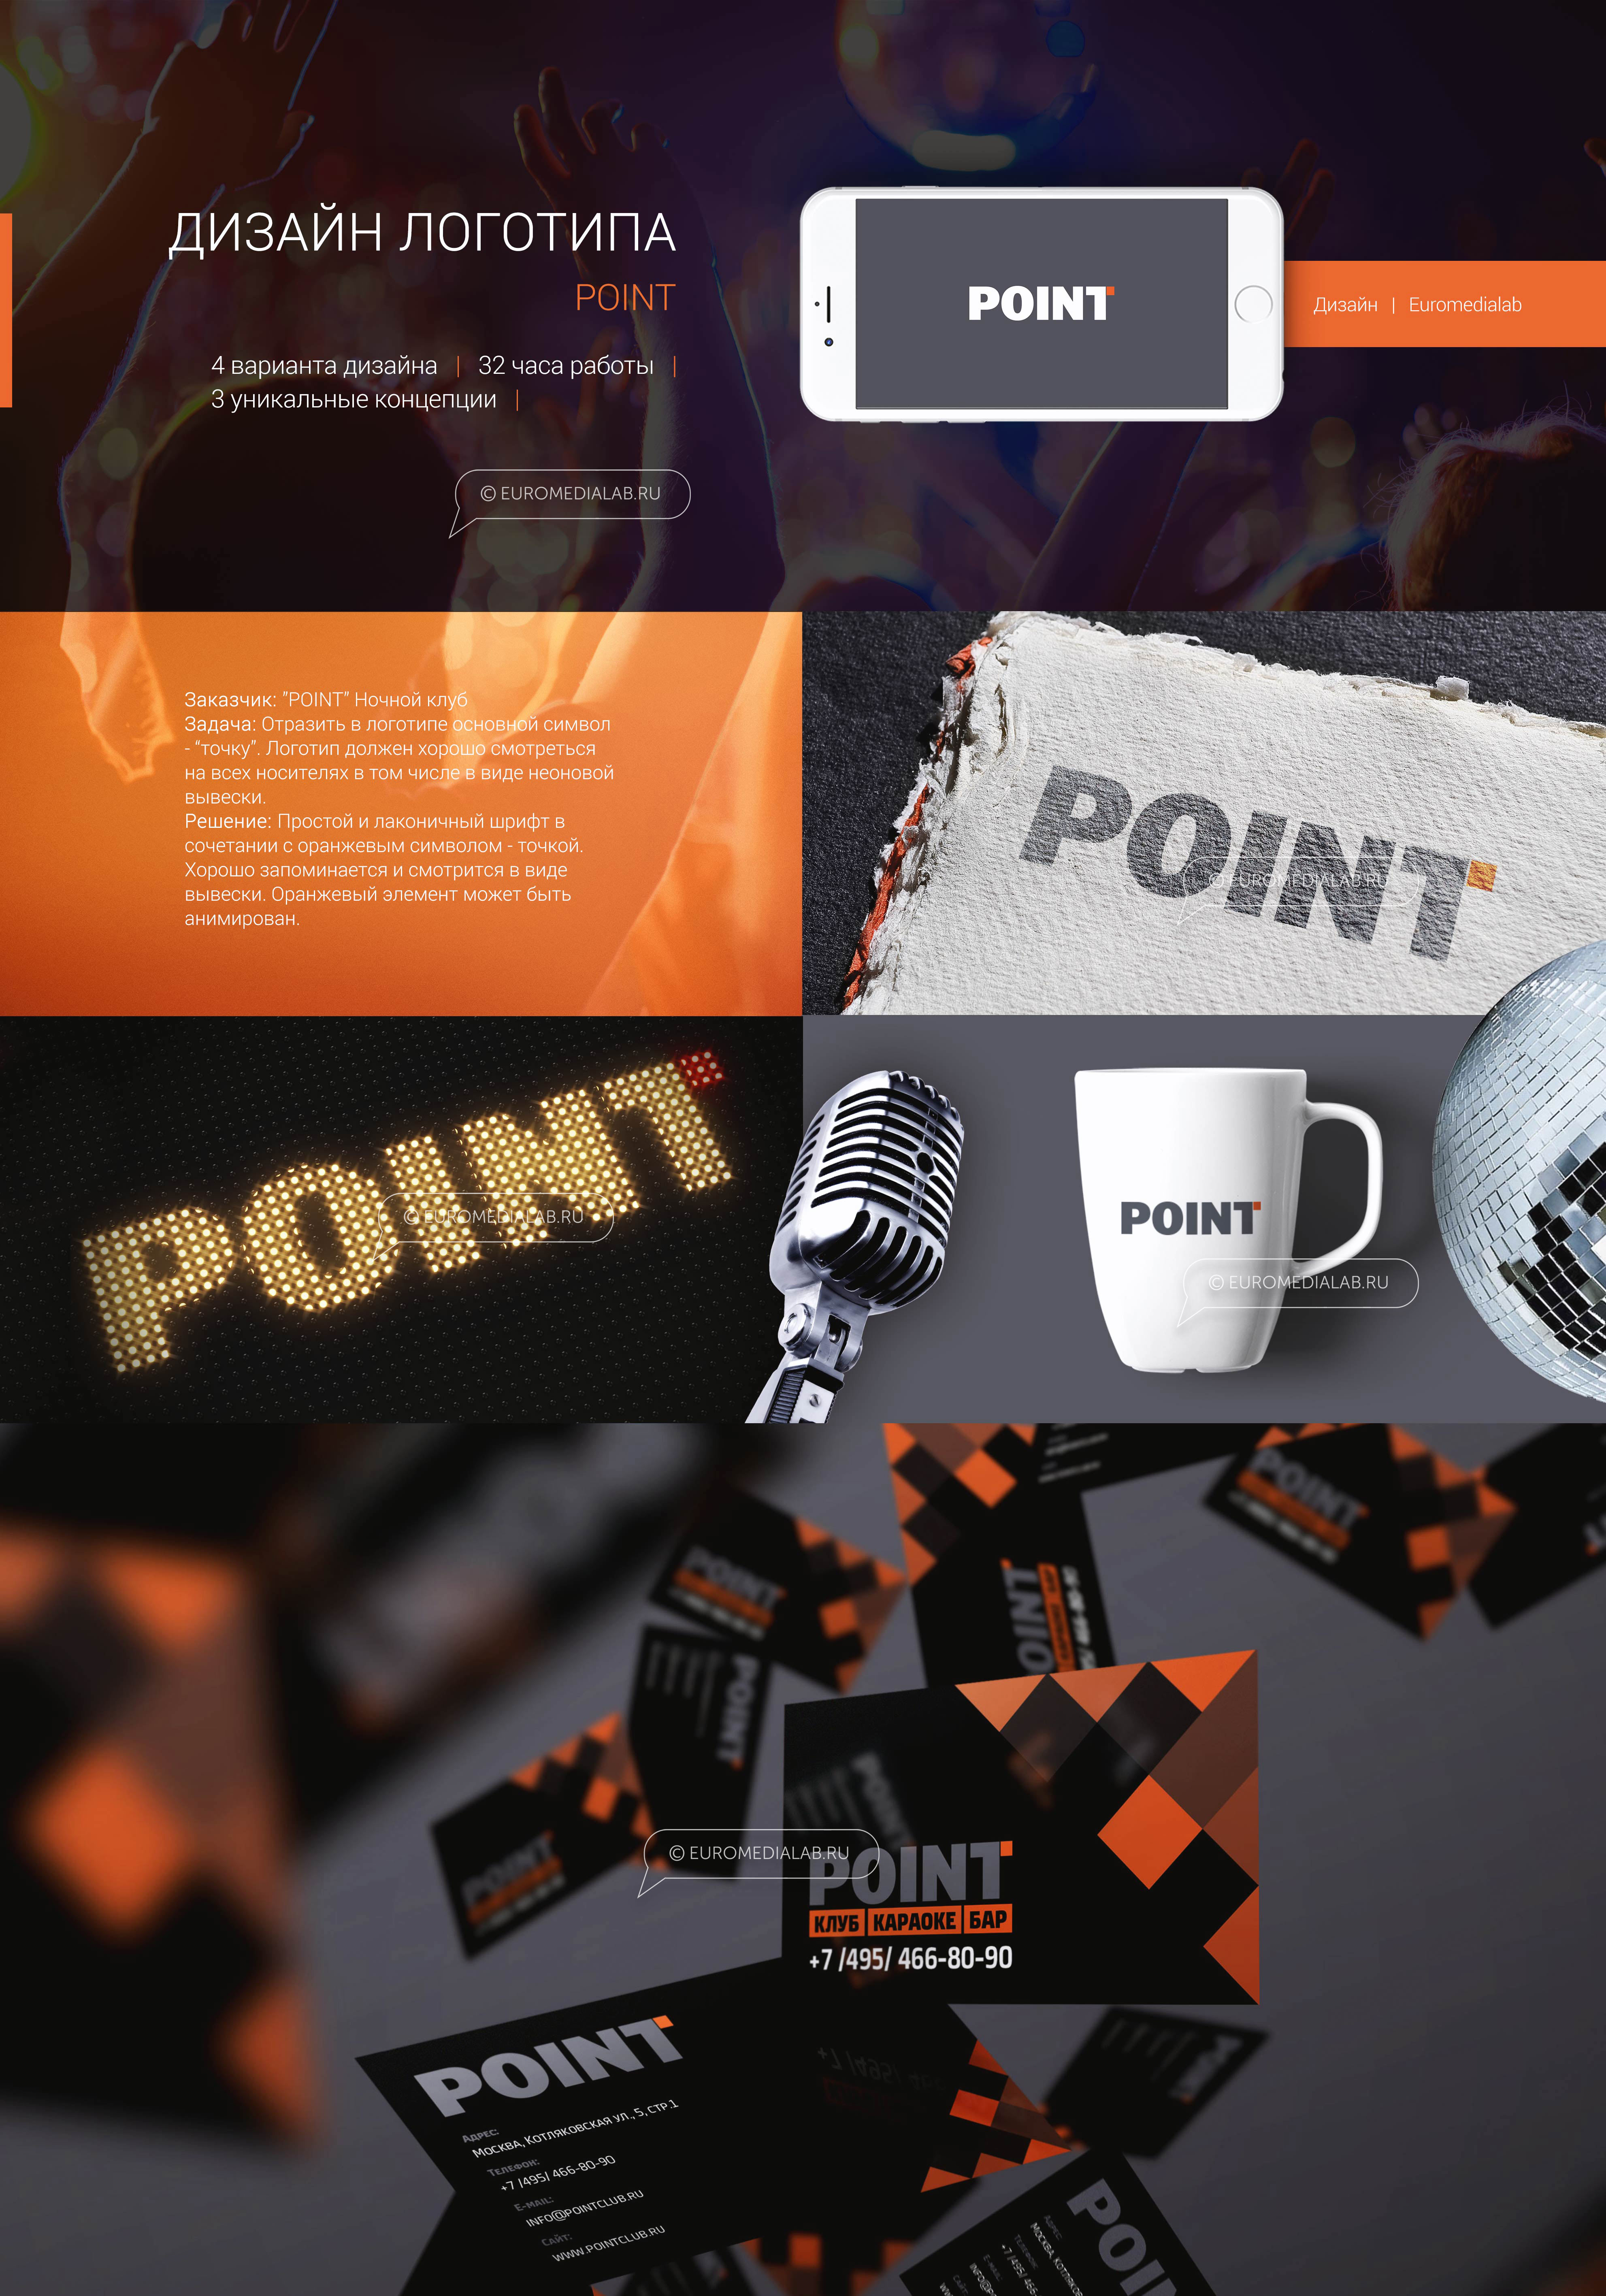 ДИЗАЙН ЛОГОТИПА
POINT
4 варианта дизайна | 32 часа работы |
3 уникальные концепции |
© EUROMEDIALAB.RU
POINT
Дизайн | Euromedialab
Заказчик: "POINT" Ночной клуб
Задача: Отразить в логотипе основной символ
- “точку”. Логотип должен хорошо смотреться
на всех носителях в том числе в виде неоновой
вывески.
Решение: Простой и лаконичный шрифт в
сочетании с оранжевым символом - точкой.
Хорошо запоминается и смотрится в виде
вывески. Оранжевый элемент может быть
анимирован.
POINT
© EUROMEDIALAB.RU
POINT
© EUROMEDIALAB.RU
POINT
© EUROMEDIALAB.RU
POINT
POINT
POINT
POINT
POINT
© EUROMEDIALAB.RU
POINT
КЛУБ КАРАОКЕ БАР
+7 /495/ 466-80-90
POINT
АДРЕС:
МОСКВА, КОТЛЯКОВСКАЯ УЛ., 5, СТР.1
ТЕЛЕФОН:
+7 /495/ 466-80-90
E-MAIL:
INFO@POINTCLUB.RU
САЙТ:
WWW.POINTCLUB.RU